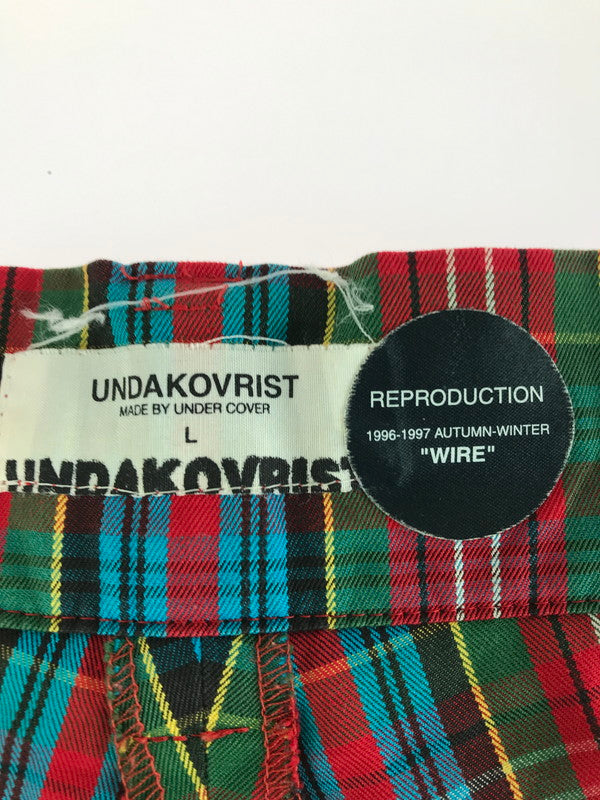 UNDAKOVRIST
MADE BY UNDER COVER
L
UNDAKOVRIST
REPRODUCTION
1996-1997 AUTUMN-WINTER
"WIRE"